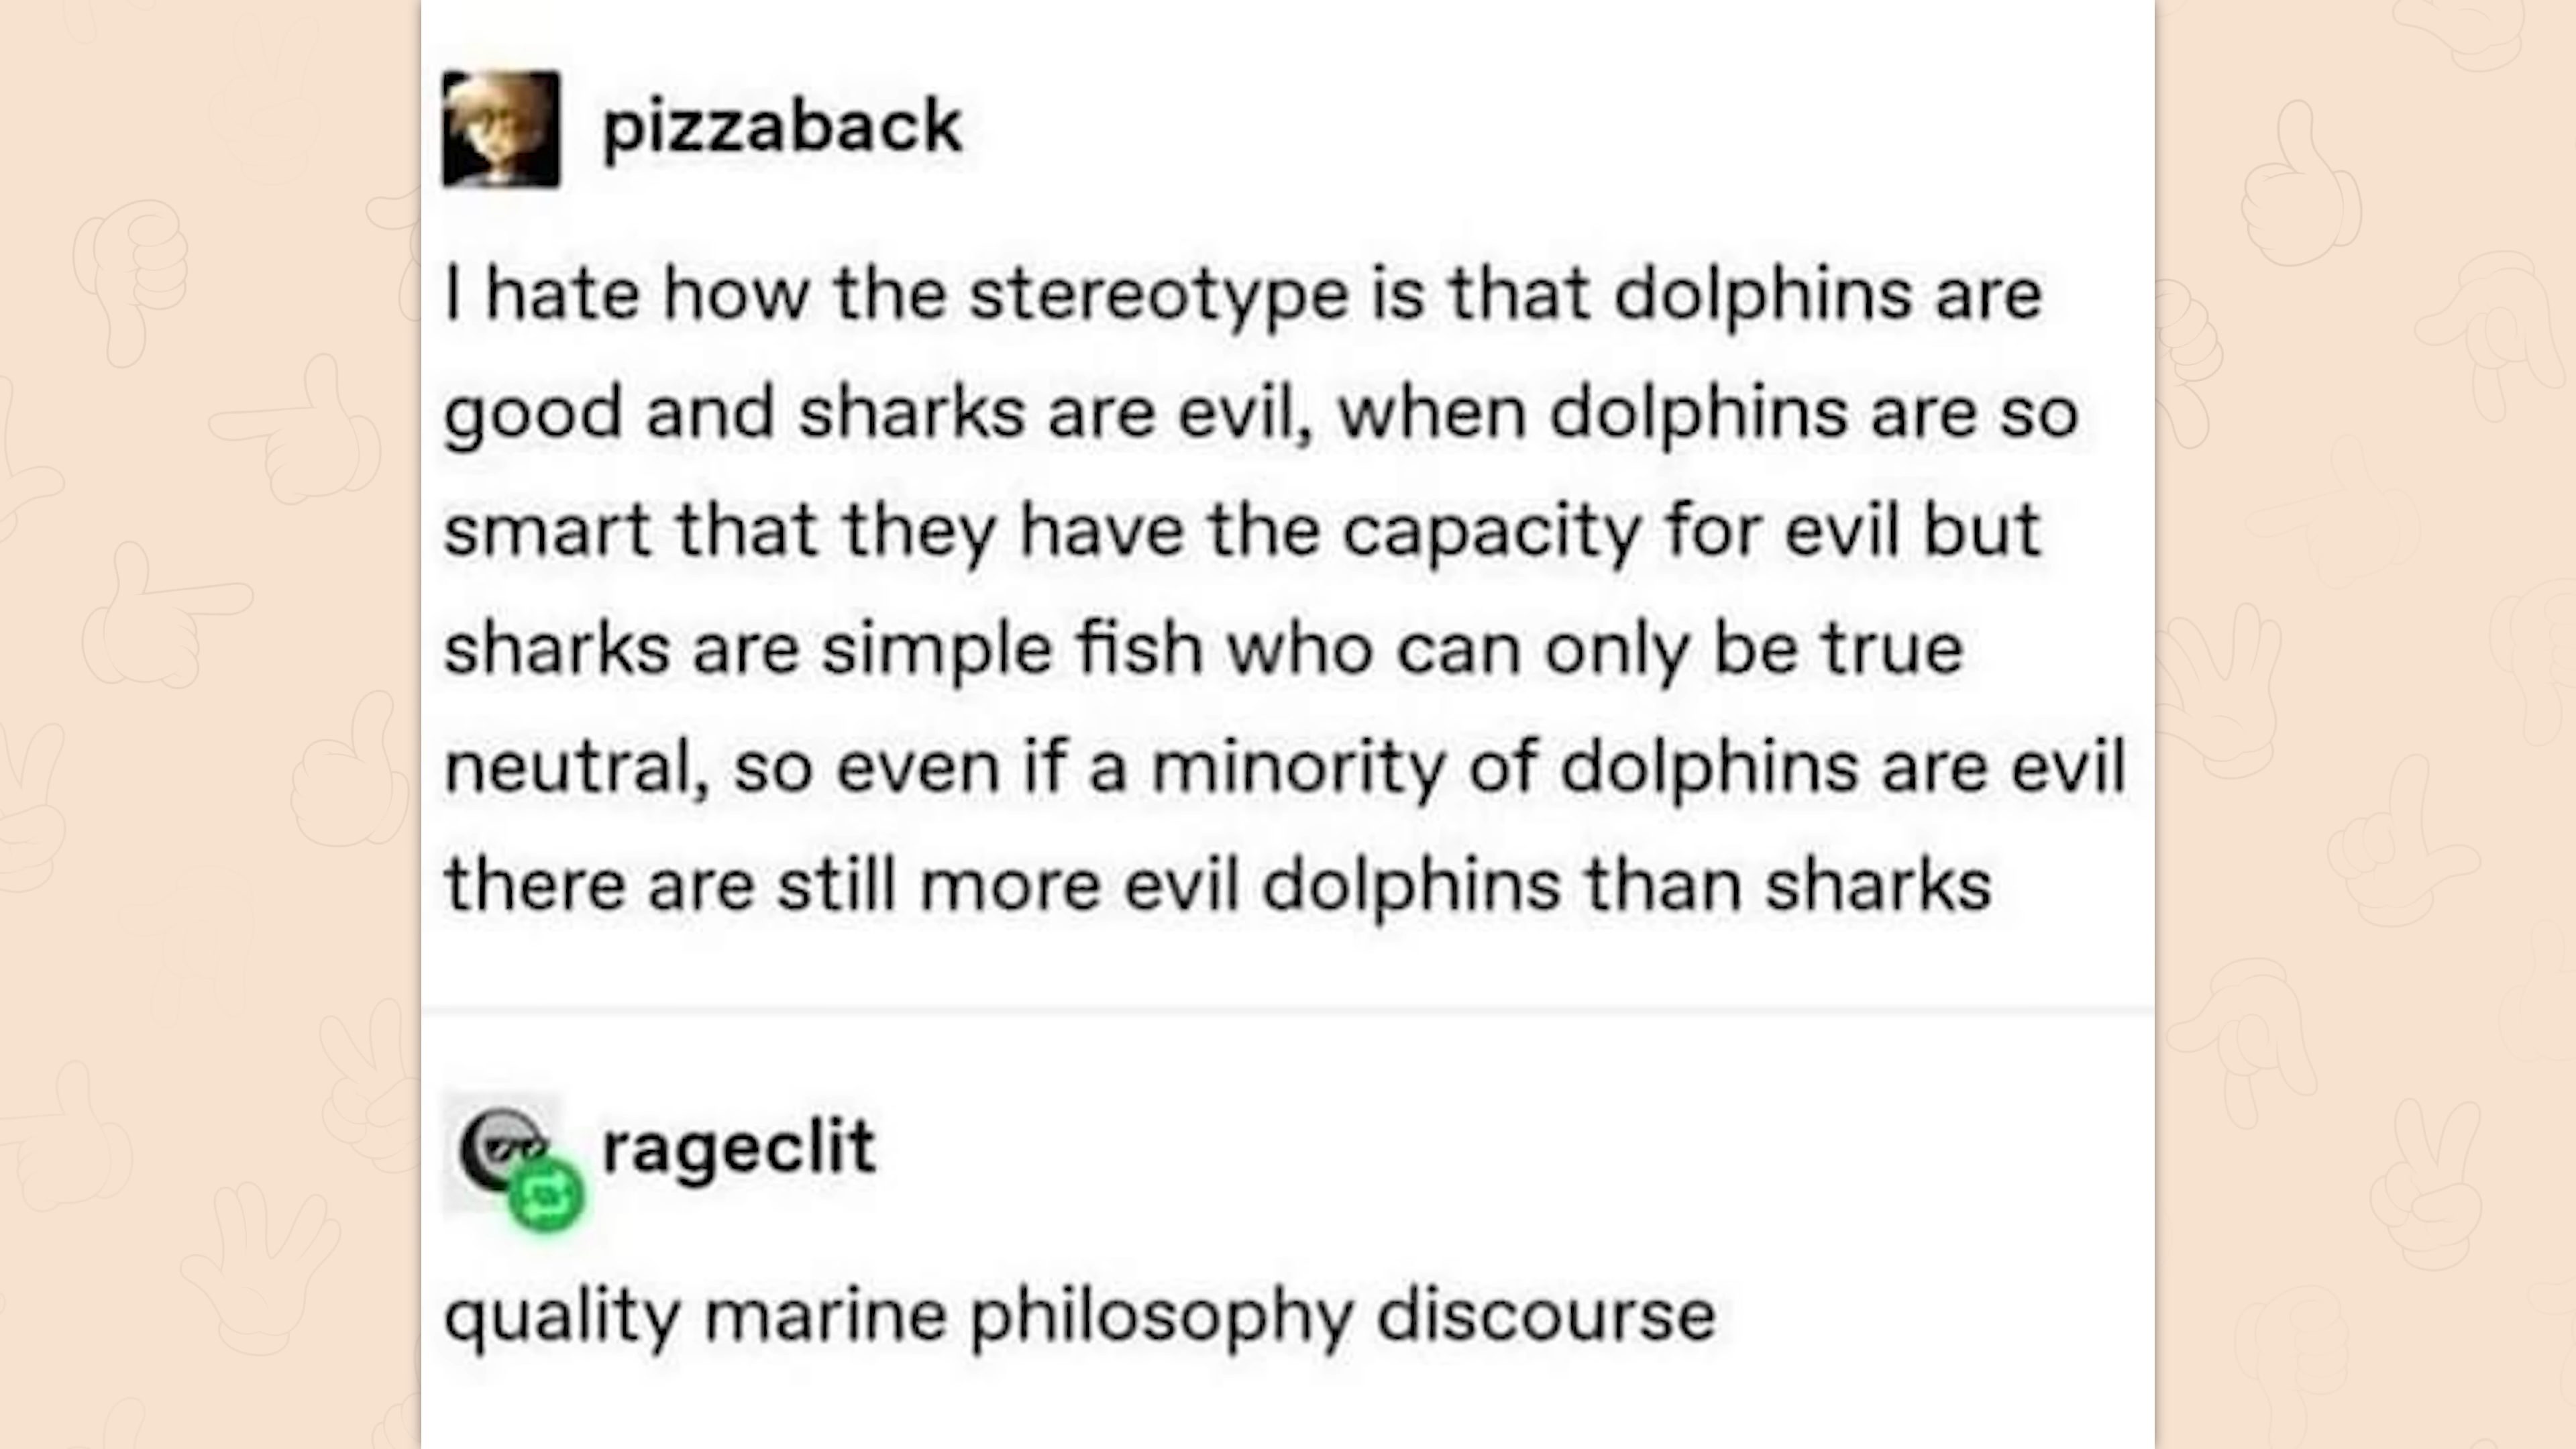 pizzaback
I hate how the stereotype is that dolphins are
good and sharks are evil, when dolphins are so
smart that they have the capacity for evil but
sharks are simple fish who can only be true
neutral, so even if a minority of dolphins are evil
there are still more evil dolphins than sharks
rageclit
quality marine philosophy discourse